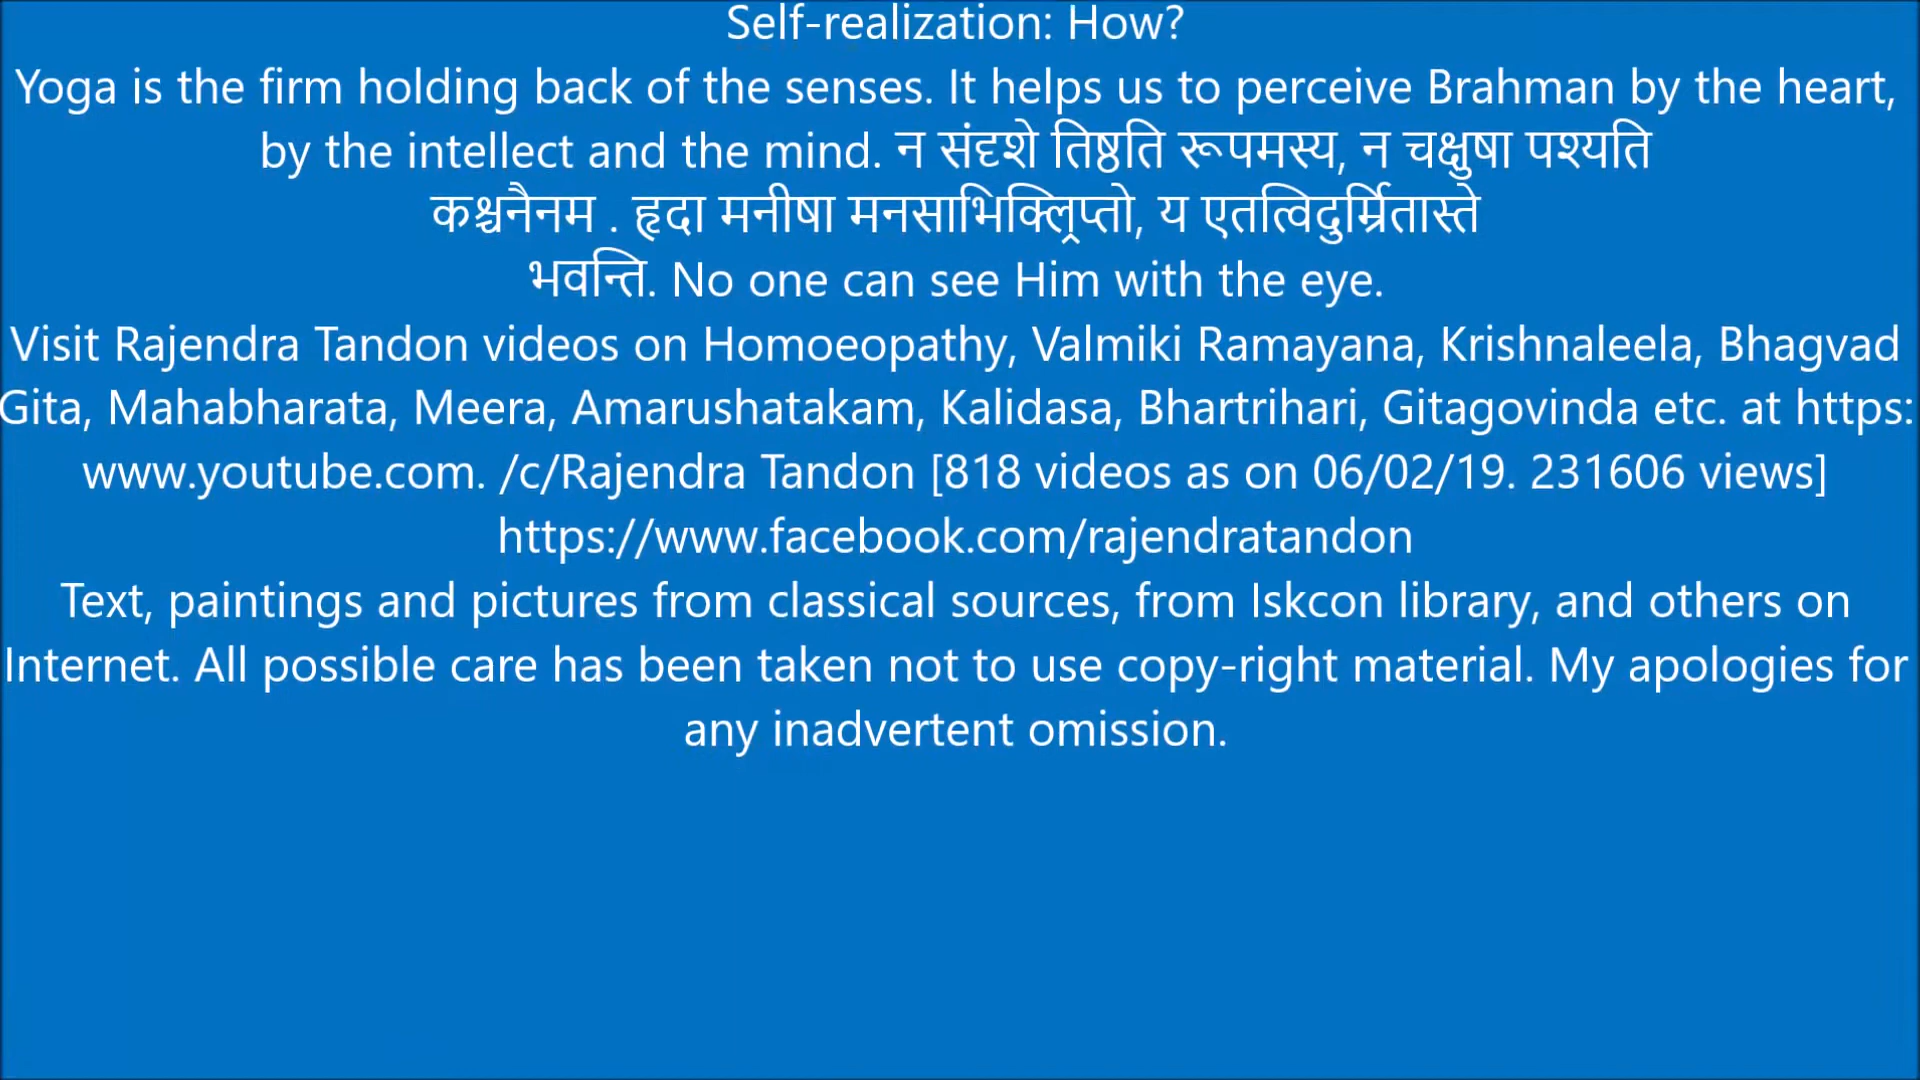 Self-realization: How?
Yoga is the firm holding back of the senses. It helps us to perceive Brahman by the heart,
by the intellect and the mind. न संदृशे तिष्ठति रूपमस्य, न चक्षुषा पश्यति
कश्चनैनम . हृदा मनीषा मनसाभिक्लृप्तो, य एतत्विदुर्म्रितास्ते
भवन्ति. No one can see Him with the eye.
Visit Rajendra Tandon videos on Homoeopathy, Valmiki Ramayana, Krishnaleela, Bhagvad
Gita, Mahabharata, Meera, Amarushatakam, Kalidasa, Bhartrihari, Gitagovinda etc. at https:
www.youtube.com. /c/Rajendra Tandon [818 videos as on 06/02/19. 231606 views]
https://www.facebook.com/rajendratandon
Text, paintings and pictures from classical sources, from Iskcon library, and others on
Internet. All possible care has been taken not to use copy-right material. My apologies for
any inadvertent omission.